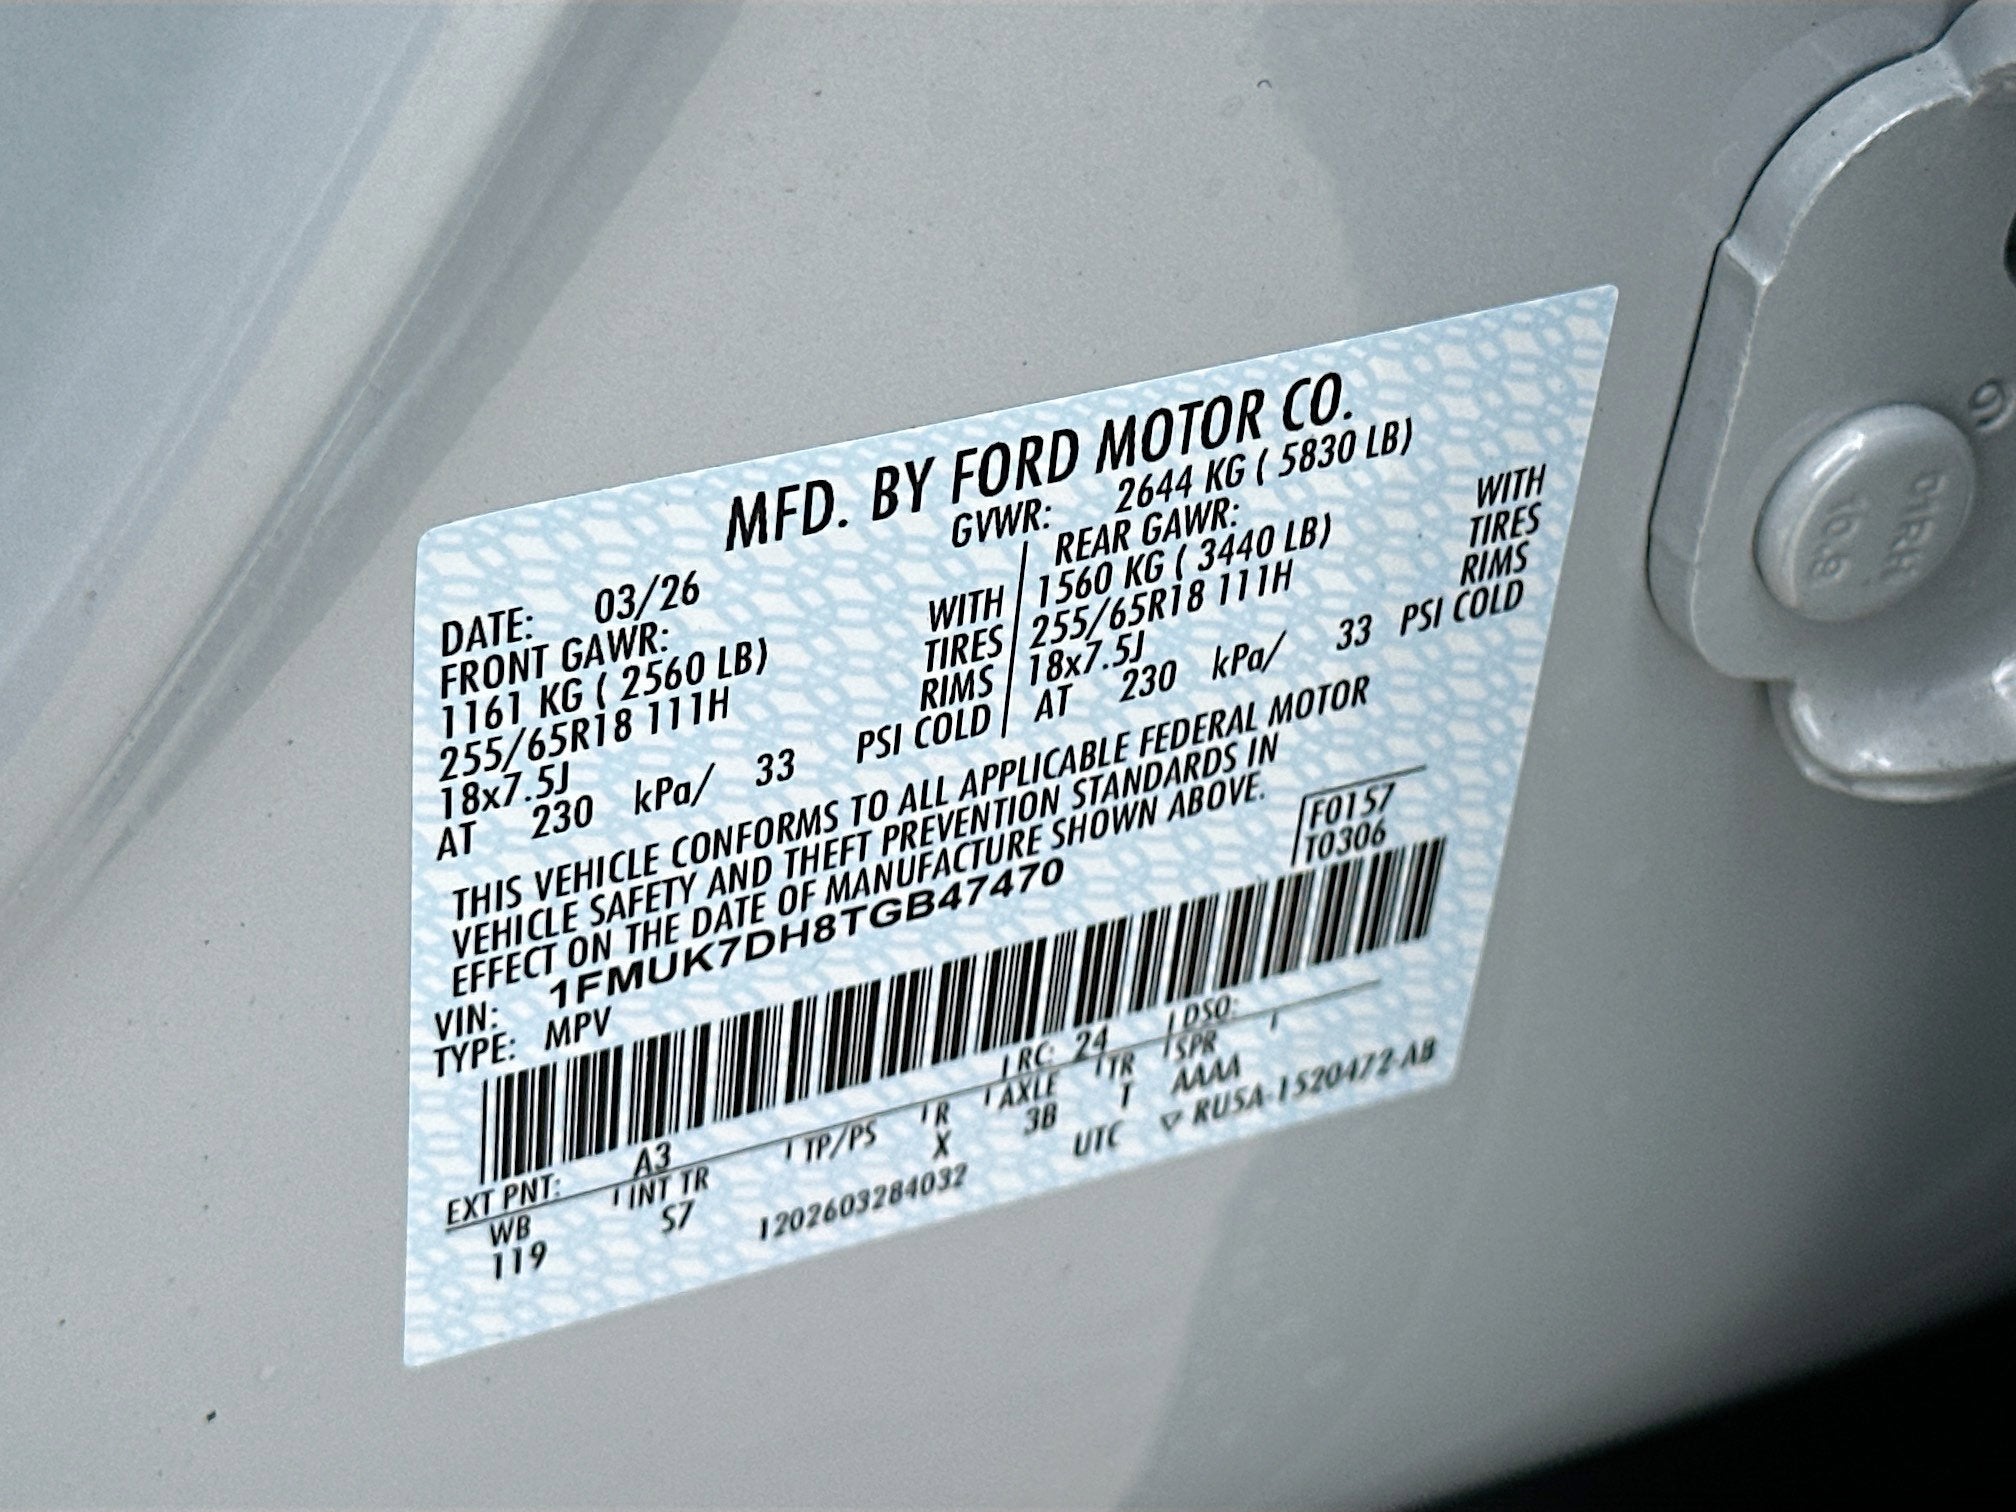 MFD. BY FORD MOTOR CO.
DATE: 03/26 GVWR: 2644 KG ( 5830 LB)
FRONT GAWR: REAR GAWR:
1161 KG ( 2560 LB) WITH 1560 KG ( 3440 LB) WITH
255/65R18 111H TIRES 255/65R18 111H TIRES
18x7.5J RIMS 18x7.5J RIMS
AT 230 kPa/ 33 PSI COLD AT 230 kPa/ 33 PSI COLD
THIS VEHICLE CONFORMS TO ALL APPLICABLE FEDERAL MOTOR
VEHICLE SAFETY AND THEFT PREVENTION STANDARDS IN
EFFECT ON THE DATE OF MANUFACTURE SHOWN ABOVE.
F0157
T0306
VIN: 1FMUK7DH8TGB47470
TYPE: MPV
EXT PNT: A3 RC: 24 DSO:
WB INT TR TP/PS R AXLE TR SPR
119 S7 X 3B T AAAA
1202603284032 UTC ▽ RU5A-1520472-AB
10.9